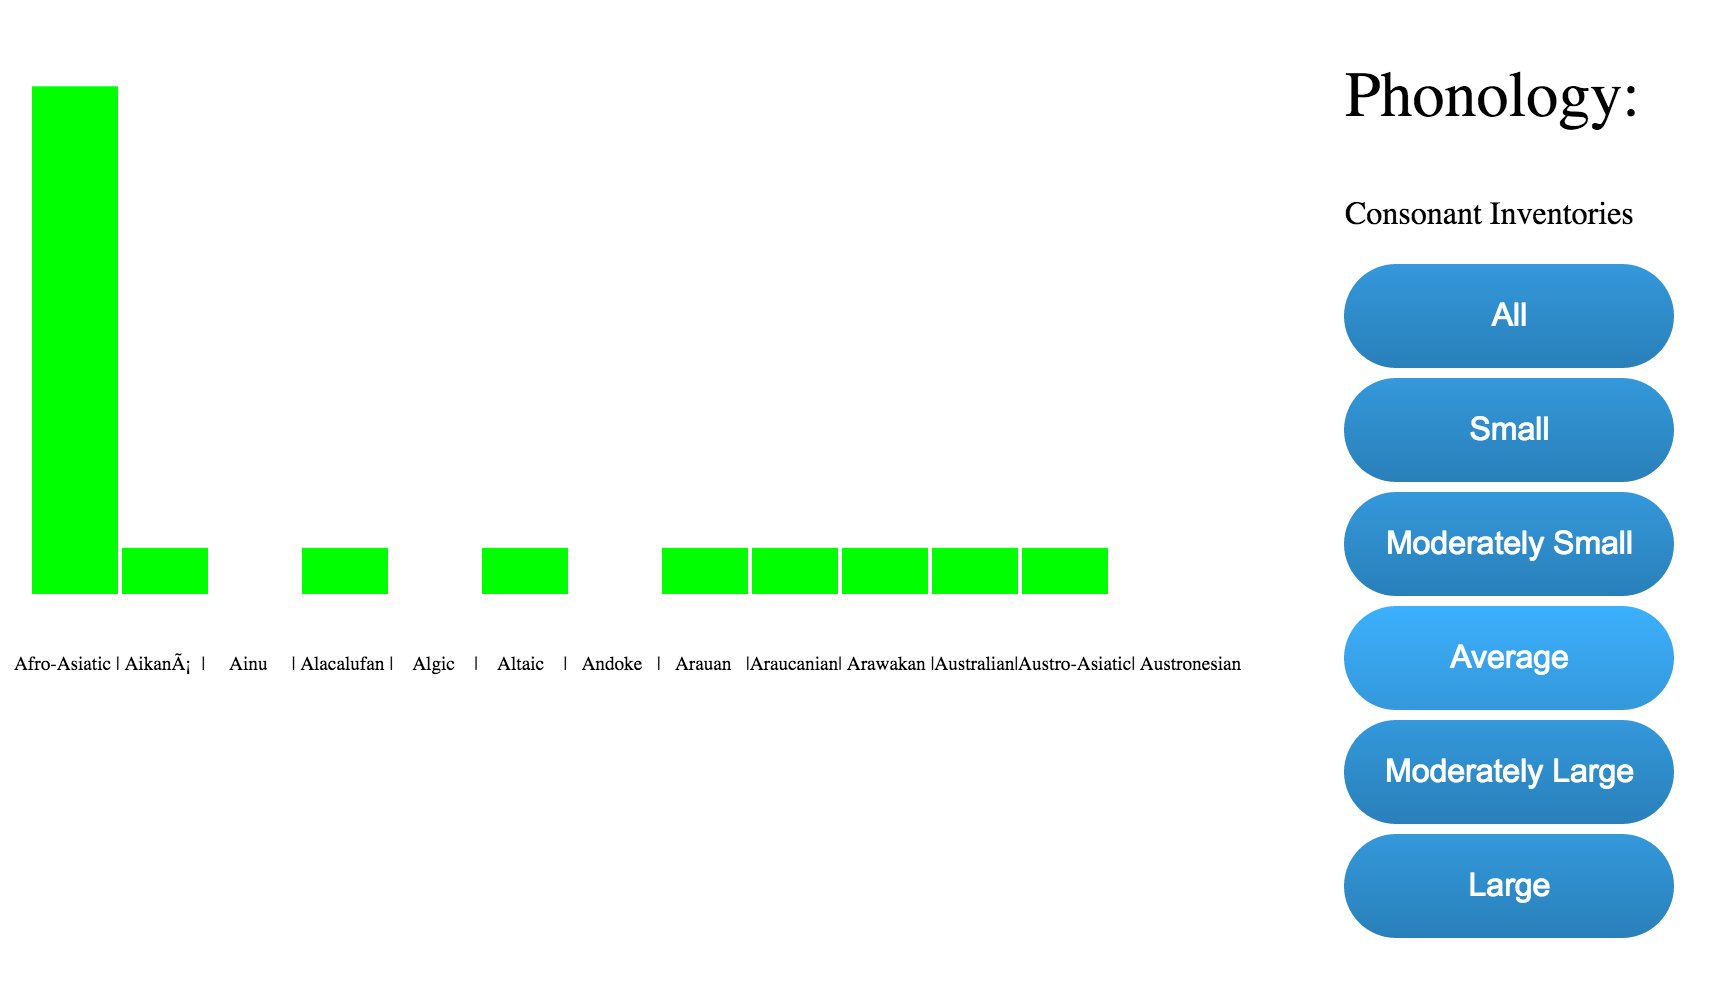 Phonology:
Consonant Inventories
All
Small
Moderately Small
Average
Moderately Large
Large
Afro-Asiatic | AikanÃ¡ | Ainu | Alacalufan | Algic | Altaic | Andoke | Arauan |Araucanian| Arawakan |Australian|Austro-Asiatic| Austronesian